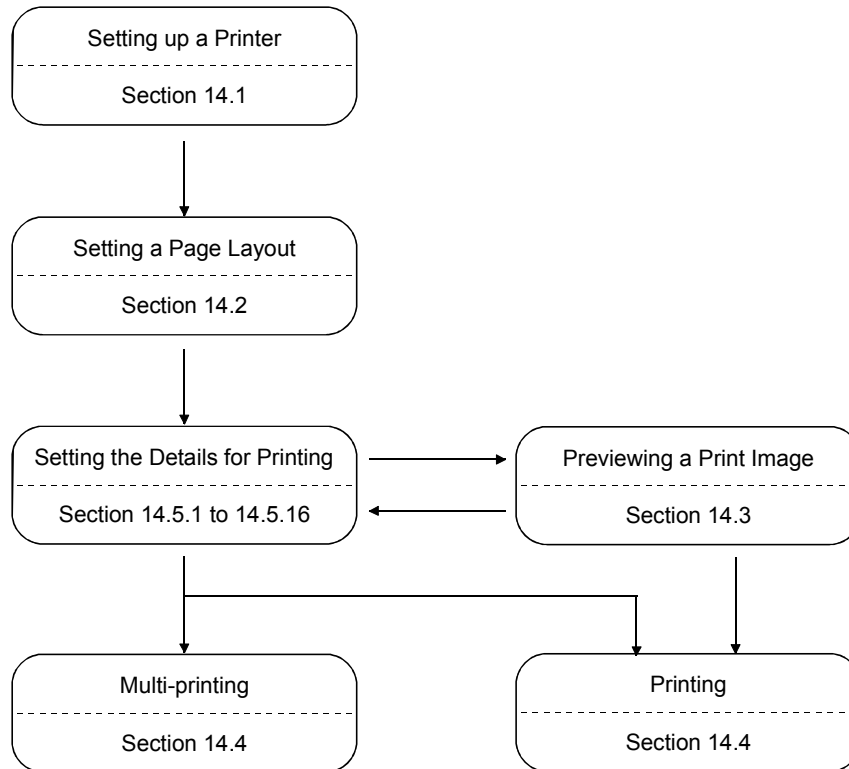 Setting up a Printer
Section 14.1
Setting a Page Layout
Section 14.2
Setting the Details for Printing
Section 14.5.1 to 14.5.16
Previewing a Print Image
Section 14.3
Multi-printing
Section 14.4
Printing
Section 14.4